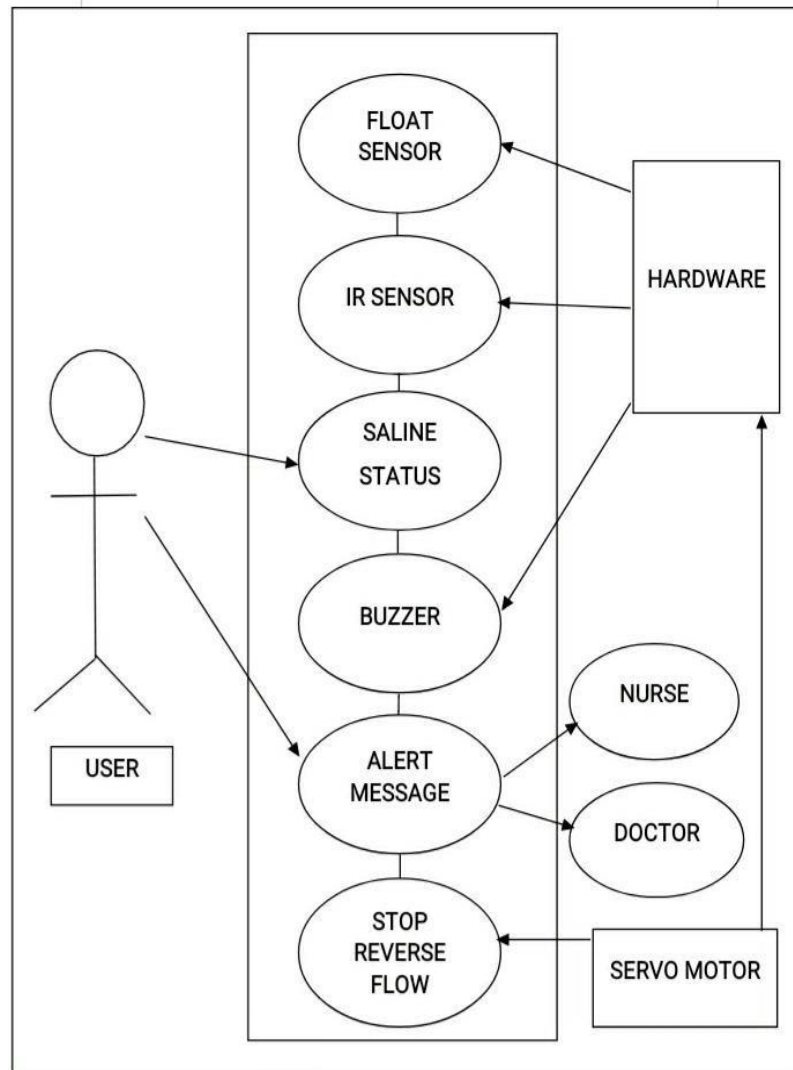 FLOAT
SENSOR
IR SENSOR
HARDWARE
SALINE
STATUS
BUZZER
NURSE
USER
ALERT
MESSAGE
DOCTOR
STOP
REVERSE
FLOW
SERVO MOTOR